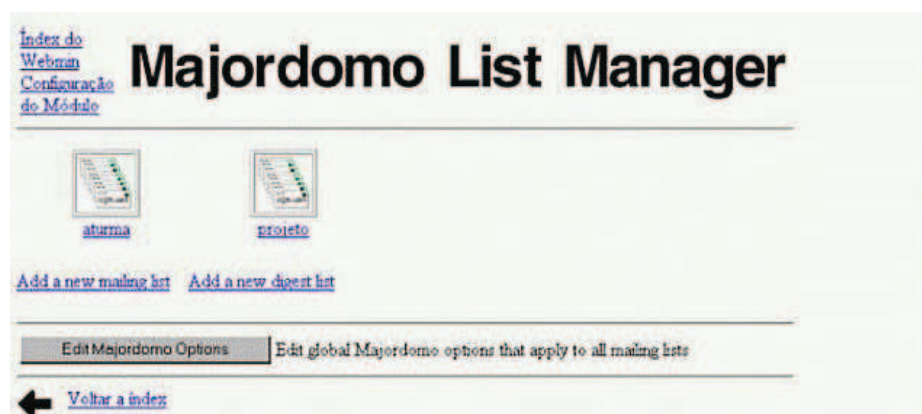 Índex do
Webmin
Configuração
do Módulo
Majordomo List Manager
aturma
projeto
Add a new mailing list
Add a new digest list
Edit Majordomo Options
Edit global Majordomo options that apply to all mailing lists
Voltar a index